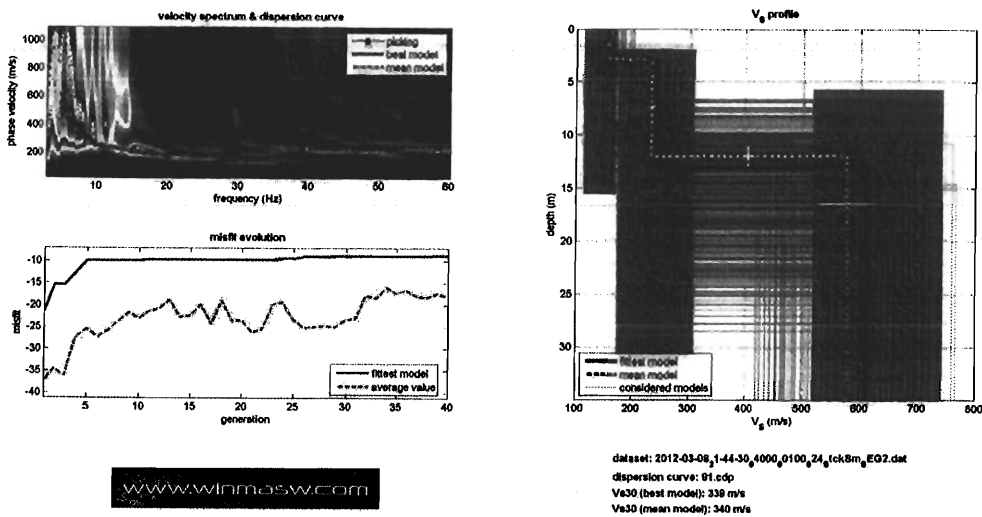 velocity spectrum & dispersion curve
1000
800
600
400
200
phase velocity (m/s)
picking
best model
mean model
10
20
30
40
50
60
frequency (Hz)
misfit evolution
-10
-15
-20
-25
-30
-35
-40
misfit
fittest model
average value
5
10
15
20
25
30
35
40
generation
www.winmasw.com
V_S profile
0
5
10
15
20
25
30
depth (m)
fittest model
mean model
considered models
100
200
300
400
500
600
700
800
V_S (m/s)
dispersion curve: 91.cdp
Vs30 (best model): 339 m/s
Vs30 (mean model): 340 m/s